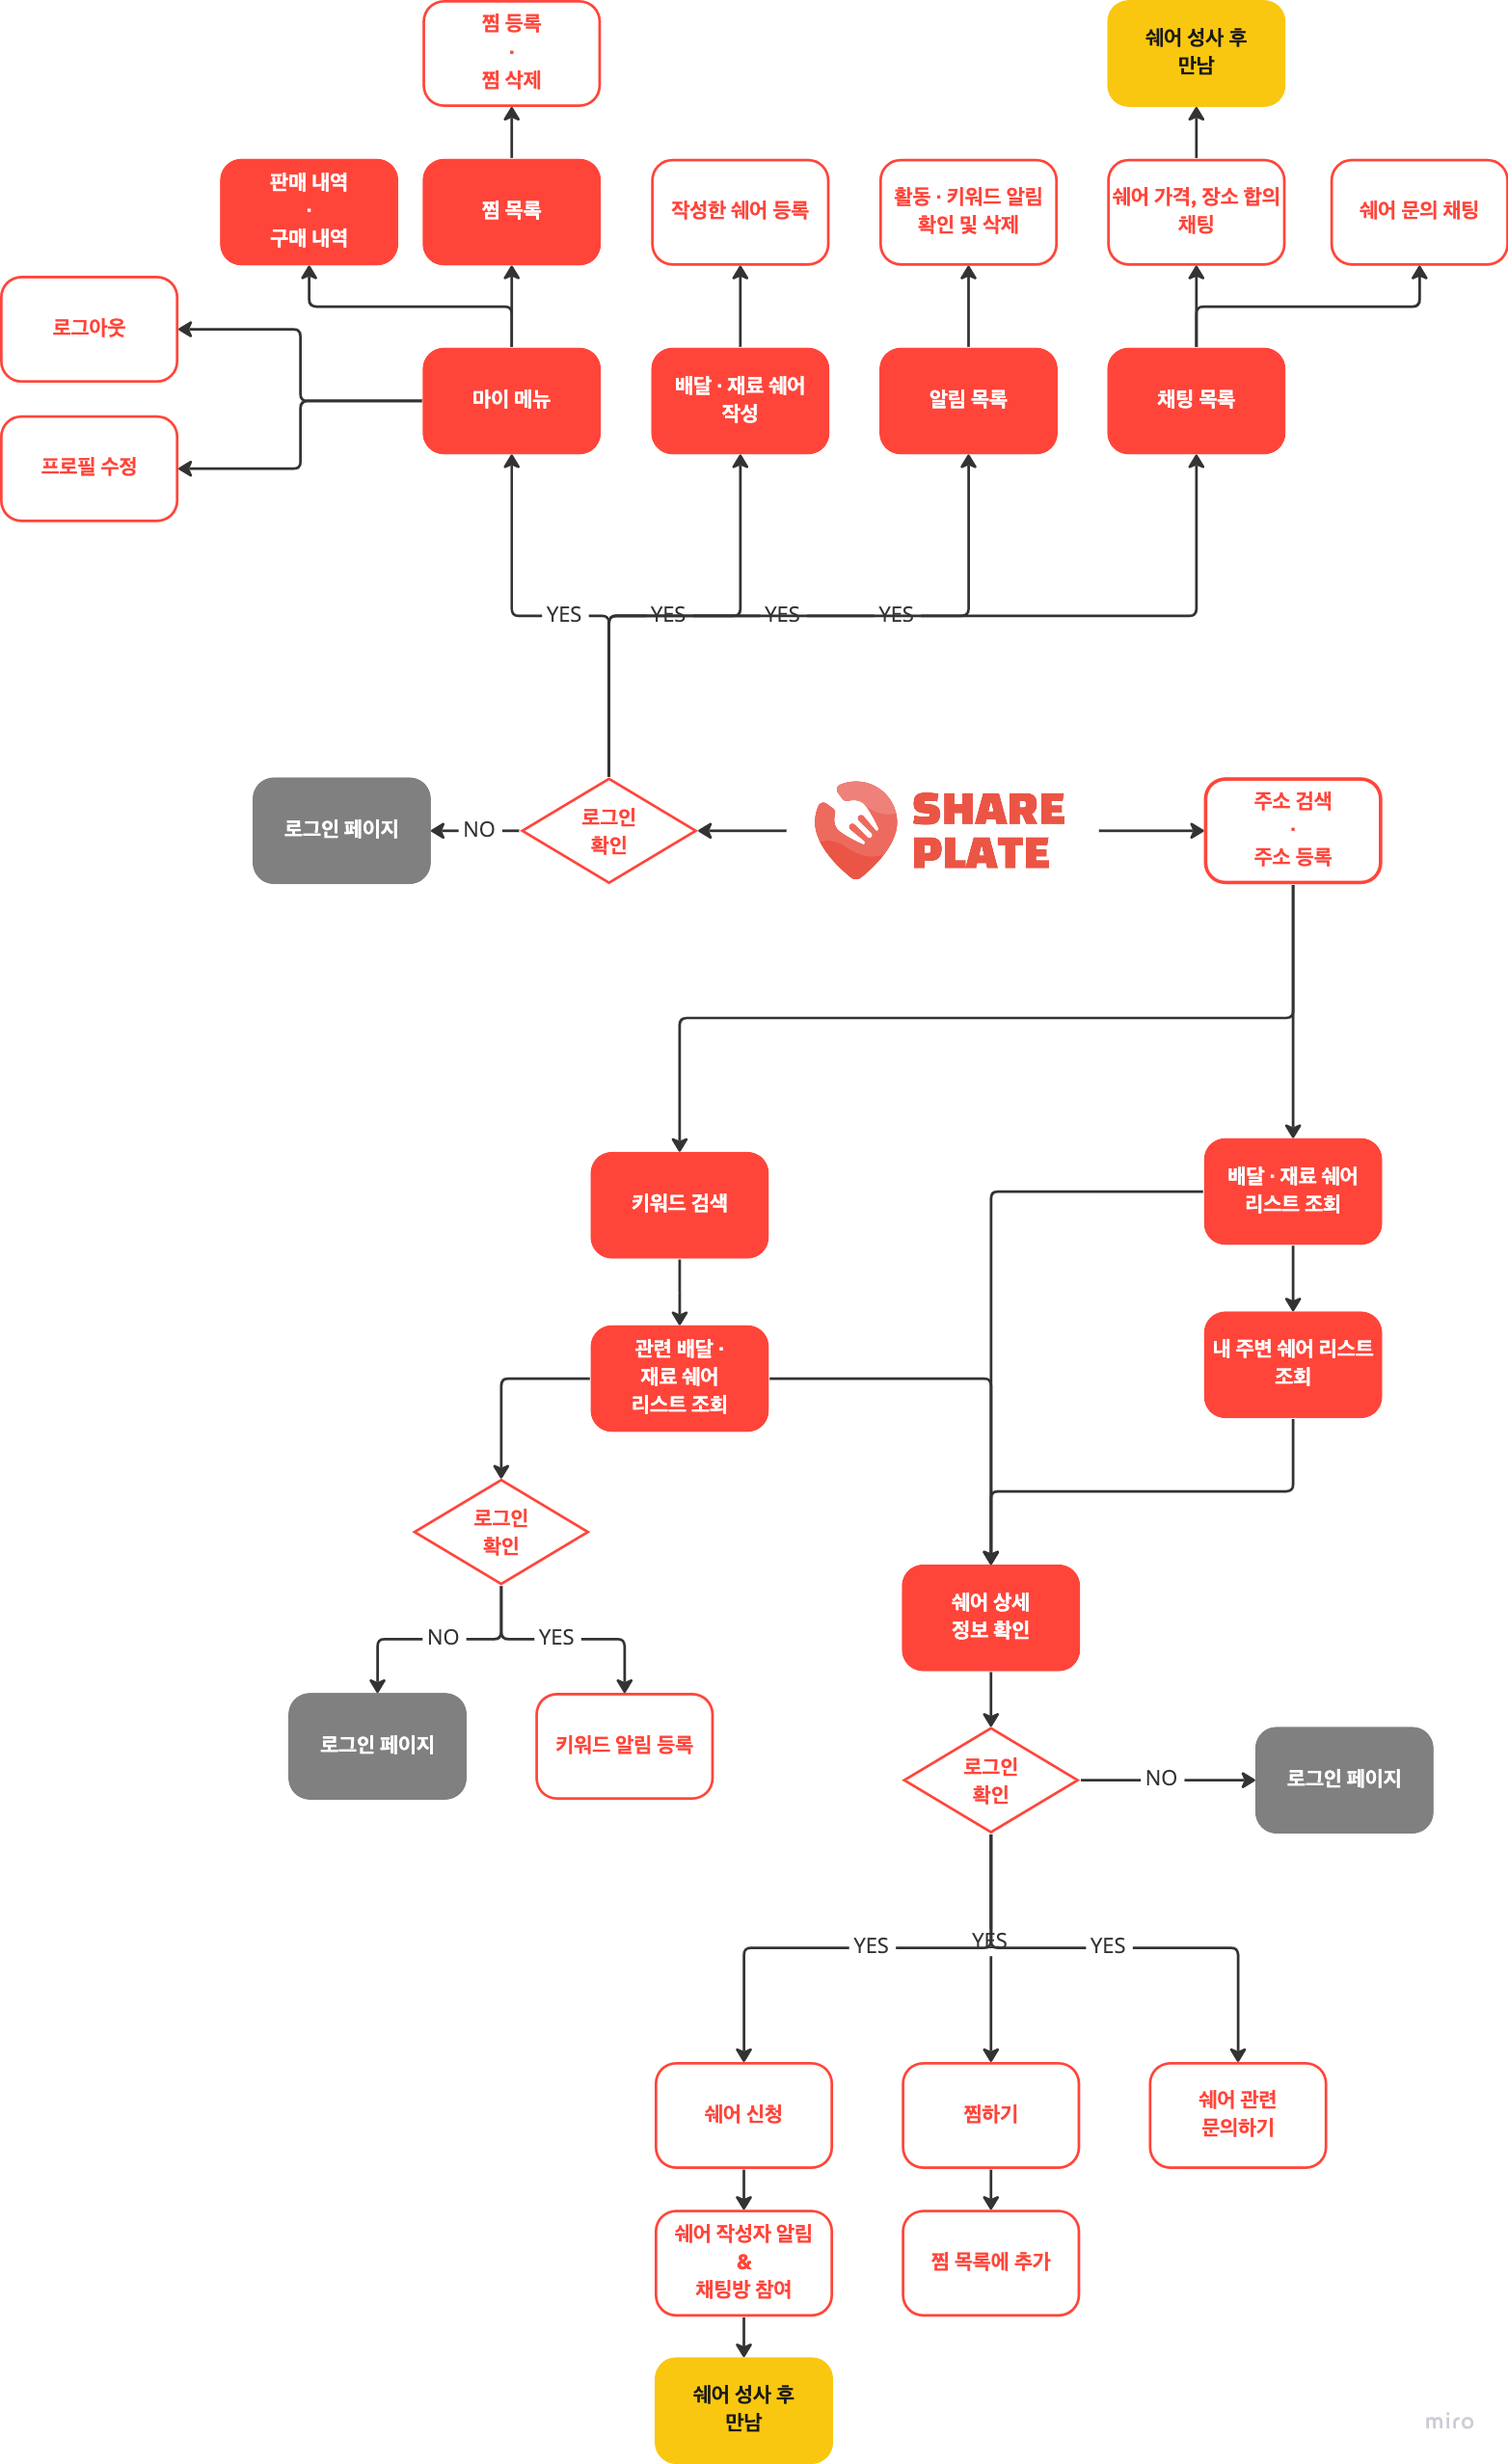 찜 등록
·
찜 삭제
쉐어 성사 후
만남
판매 내역
·
구매 내역
찜 목록
작성한 쉐어 등록
활동 · 키워드 알림
확인 및 삭제
쉐어 가격, 장소 합의
채팅
쉐어 문의 채팅
로그아웃
프로필 수정
마이 메뉴
배달 · 재료 쉐어
작성
알림 목록
채팅 목록
YES
YES
YES
YES
로그인 페이지
NO
로그인
확인
SHARE
PLATE
주소 검색
·
주소 등록
키워드 검색
배달 · 재료 쉐어
리스트 조회
관련 배달 ·
재료 쉐어
리스트 조회
내 주변 쉐어 리스트
조회
로그인
확인
NO
YES
쉐어 상세
정보 확인
로그인 페이지
키워드 알림 등록
로그인
확인
NO
로그인 페이지
YES
YES
YES
쉐어 신청
찜하기
쉐어 관련
문의하기
쉐어 작성자 알림
&
채팅방 참여
찜 목록에 추가
쉐어 성사 후
만남
miro